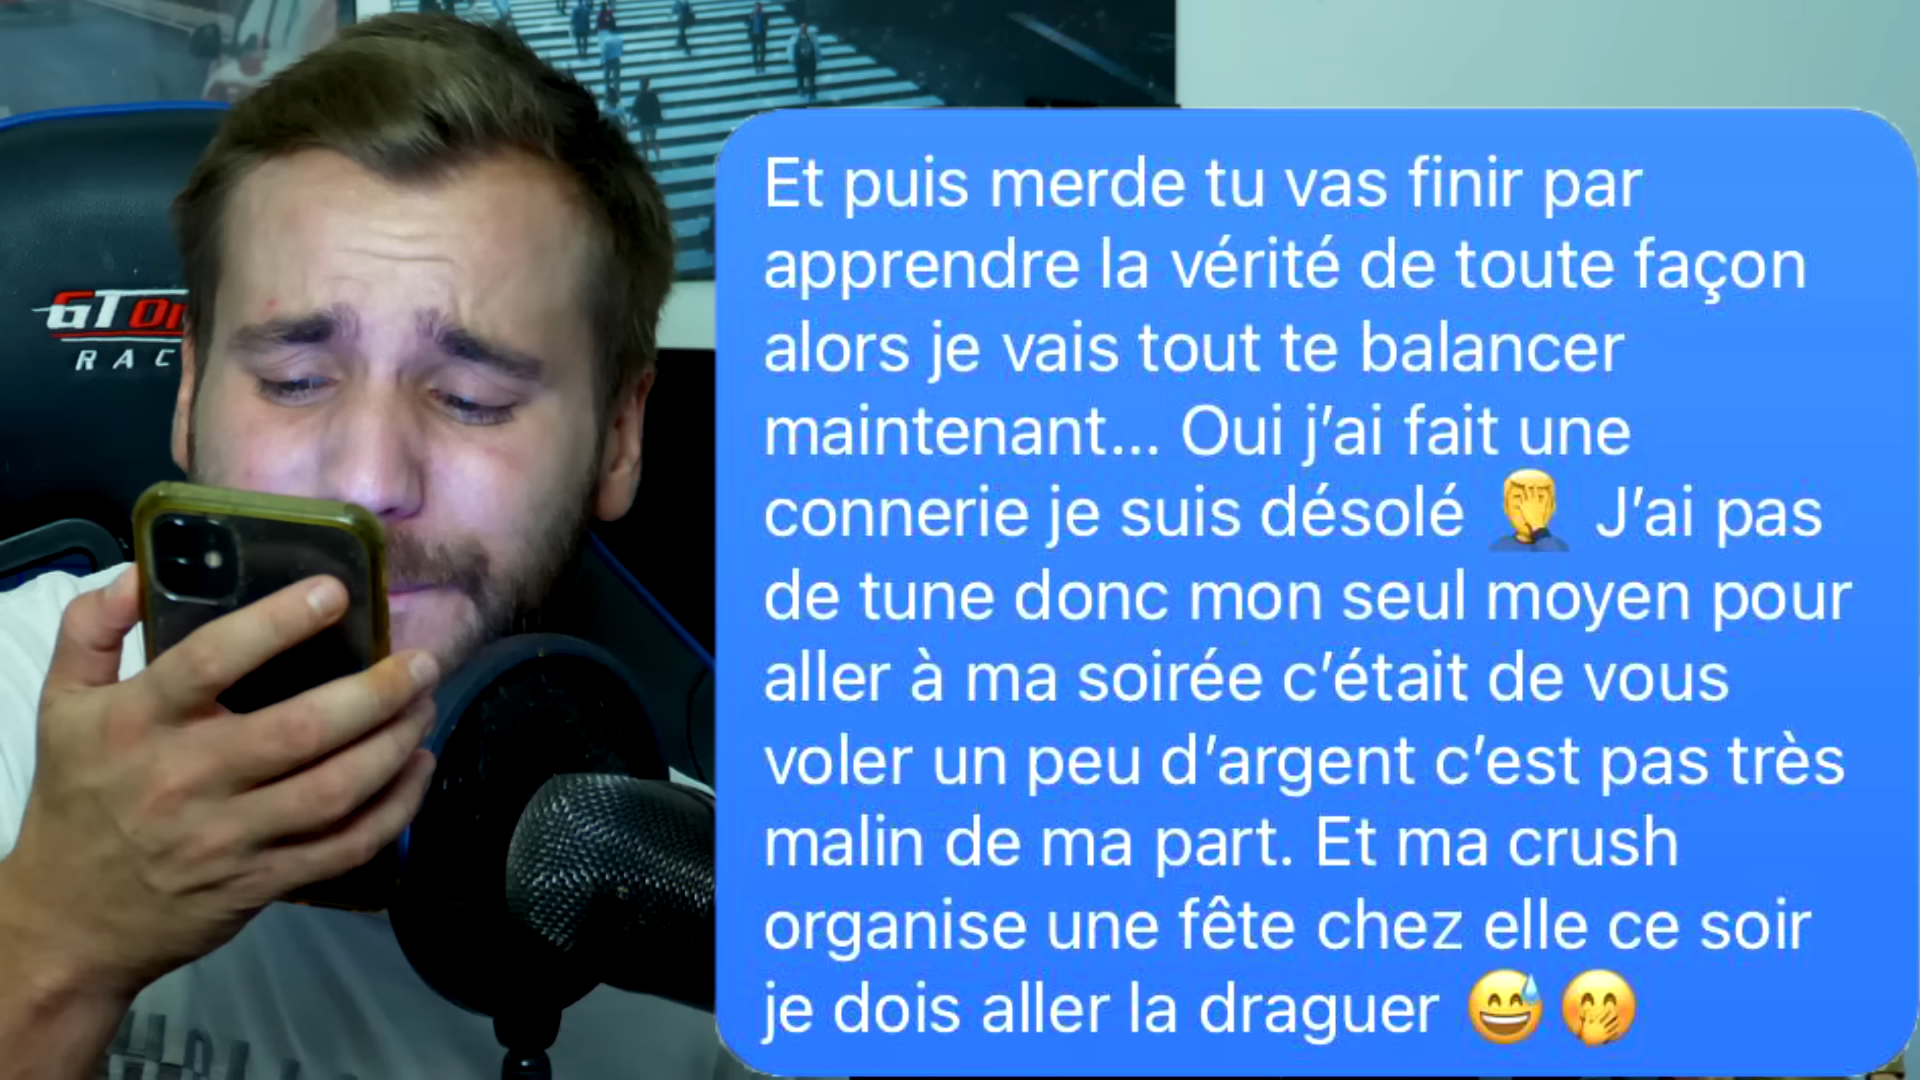 GT OM
RAC
Et puis merde tu vas finir par
apprendre la vérité de toute façon
alors je vais tout te balancer
maintenant... Oui j’ai fait une
connerie je suis désolé 🤦‍♂️ J’ai pas
de tune donc mon seul moyen pour
aller à ma soirée c’était de vous
voler un peu d’argent c’est pas très
malin de ma part. Et ma crush
organise une fête chez elle ce soir
je dois aller la draguer 😅🤭